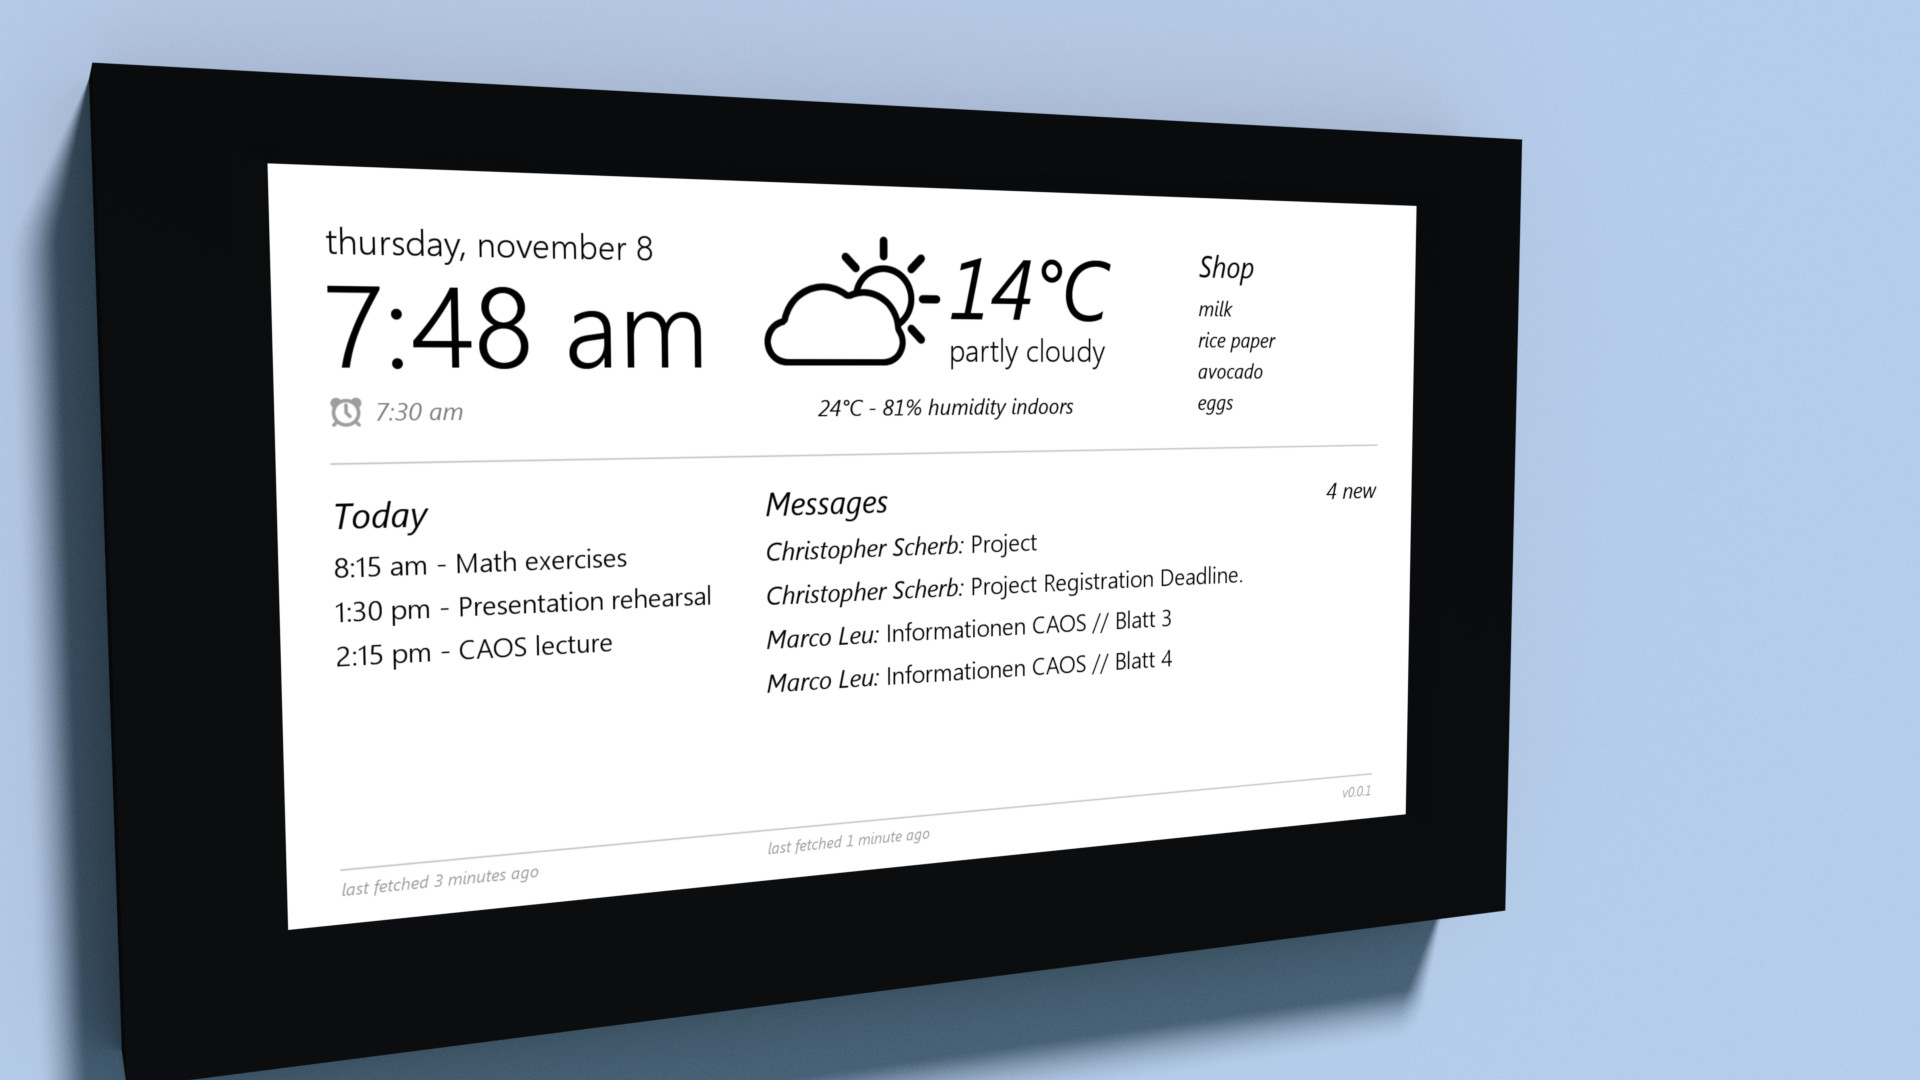 thursday, november 8
7:48 am
7:30 am
14°C
partly cloudy
24°C - 81% humidity indoors
Shop
milk
rice paper
avocado
eggs
Today
8:15 am - Math exercises
1:30 pm - Presentation rehearsal
2:15 pm - CAOS lecture
Messages
4 new
Christopher Scherb: Project
Christopher Scherb: Project Registration Deadline.
Marco Leu: Informationen CAOS // Blatt 3
Marco Leu: Informationen CAOS // Blatt 4
last fetched 3 minutes ago
last fetched 1 minute ago
v0.0.1